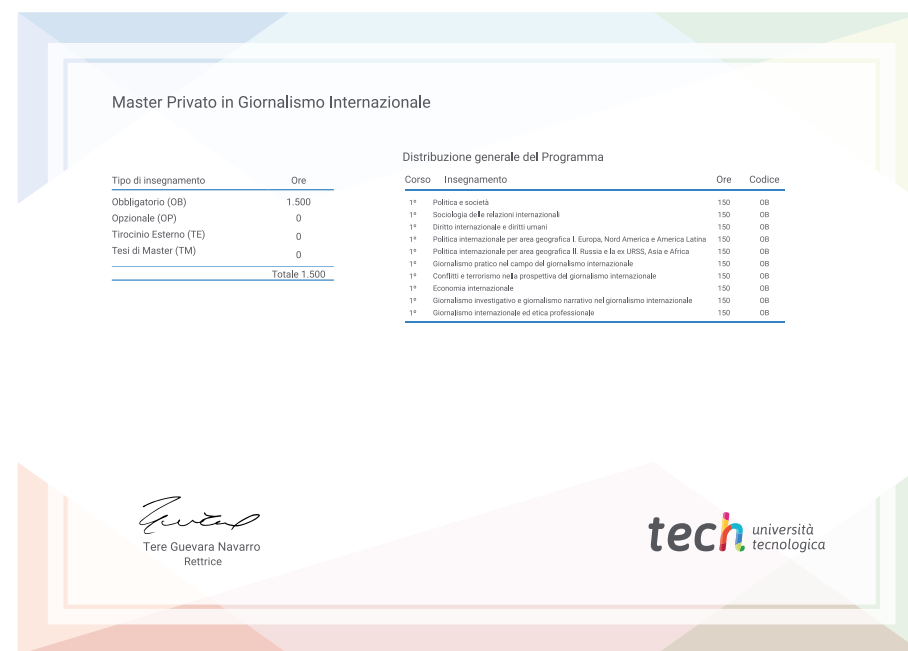 Master Privato in Giornalismo Internazionale
Tipo di insegnamento Ore
Obbligatorio (OB) 1.500
Opzionale (OP) 0
Tirocinio Esterno (TE) 0
Tesi di Master (TM) 0
Totale 1.500
Distribuzione generale del Programma
Corso Insegnamento Ore Codice
1º Politica e società 150 OB
1º Sociologia delle relazioni internazionali 150 OB
1º Diritto internazionale e diritti umani 150 OB
1º Politica internazionale per area geografica I. Europa, Nord America e America Latina 150 OB
1º Politica internazionale per area geografica II. Russia e la ex URSS, Asia e Africa 150 OB
1º Giornalismo pratico nel campo del giornalismo internazionale 150 OB
1º Conflitti e terrorismo nella prospettiva del giornalismo internazionale 150 OB
1º Economia internazionale 150 OB
1º Giornalismo investigativo e giornalismo narrativo nel giornalismo internazionale 150 OB
1º Giornalismo internazionale ed etica professionale 150 OB
Tere Guevara Navarro
Rettrice
tech università
tecnologica